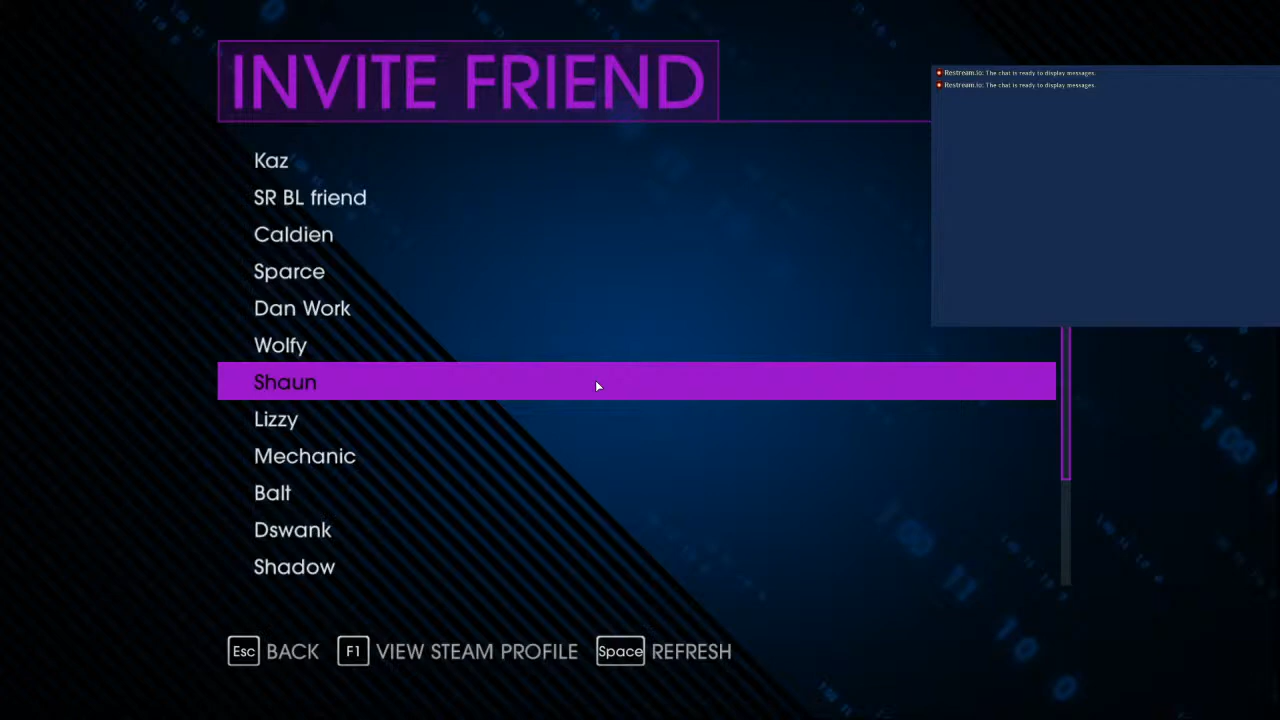 INVITE FRIEND
Restream.io: The chat is ready to display messages.
Restream.io: The chat is ready to display messages.
Kaz
SR BL friend
Caldien
Sparce
Dan Work
Wolfy
Shaun
Lizzy
Mechanic
Balt
Dswank
Shadow
Esc BACK F1 VIEW STEAM PROFILE Space REFRESH